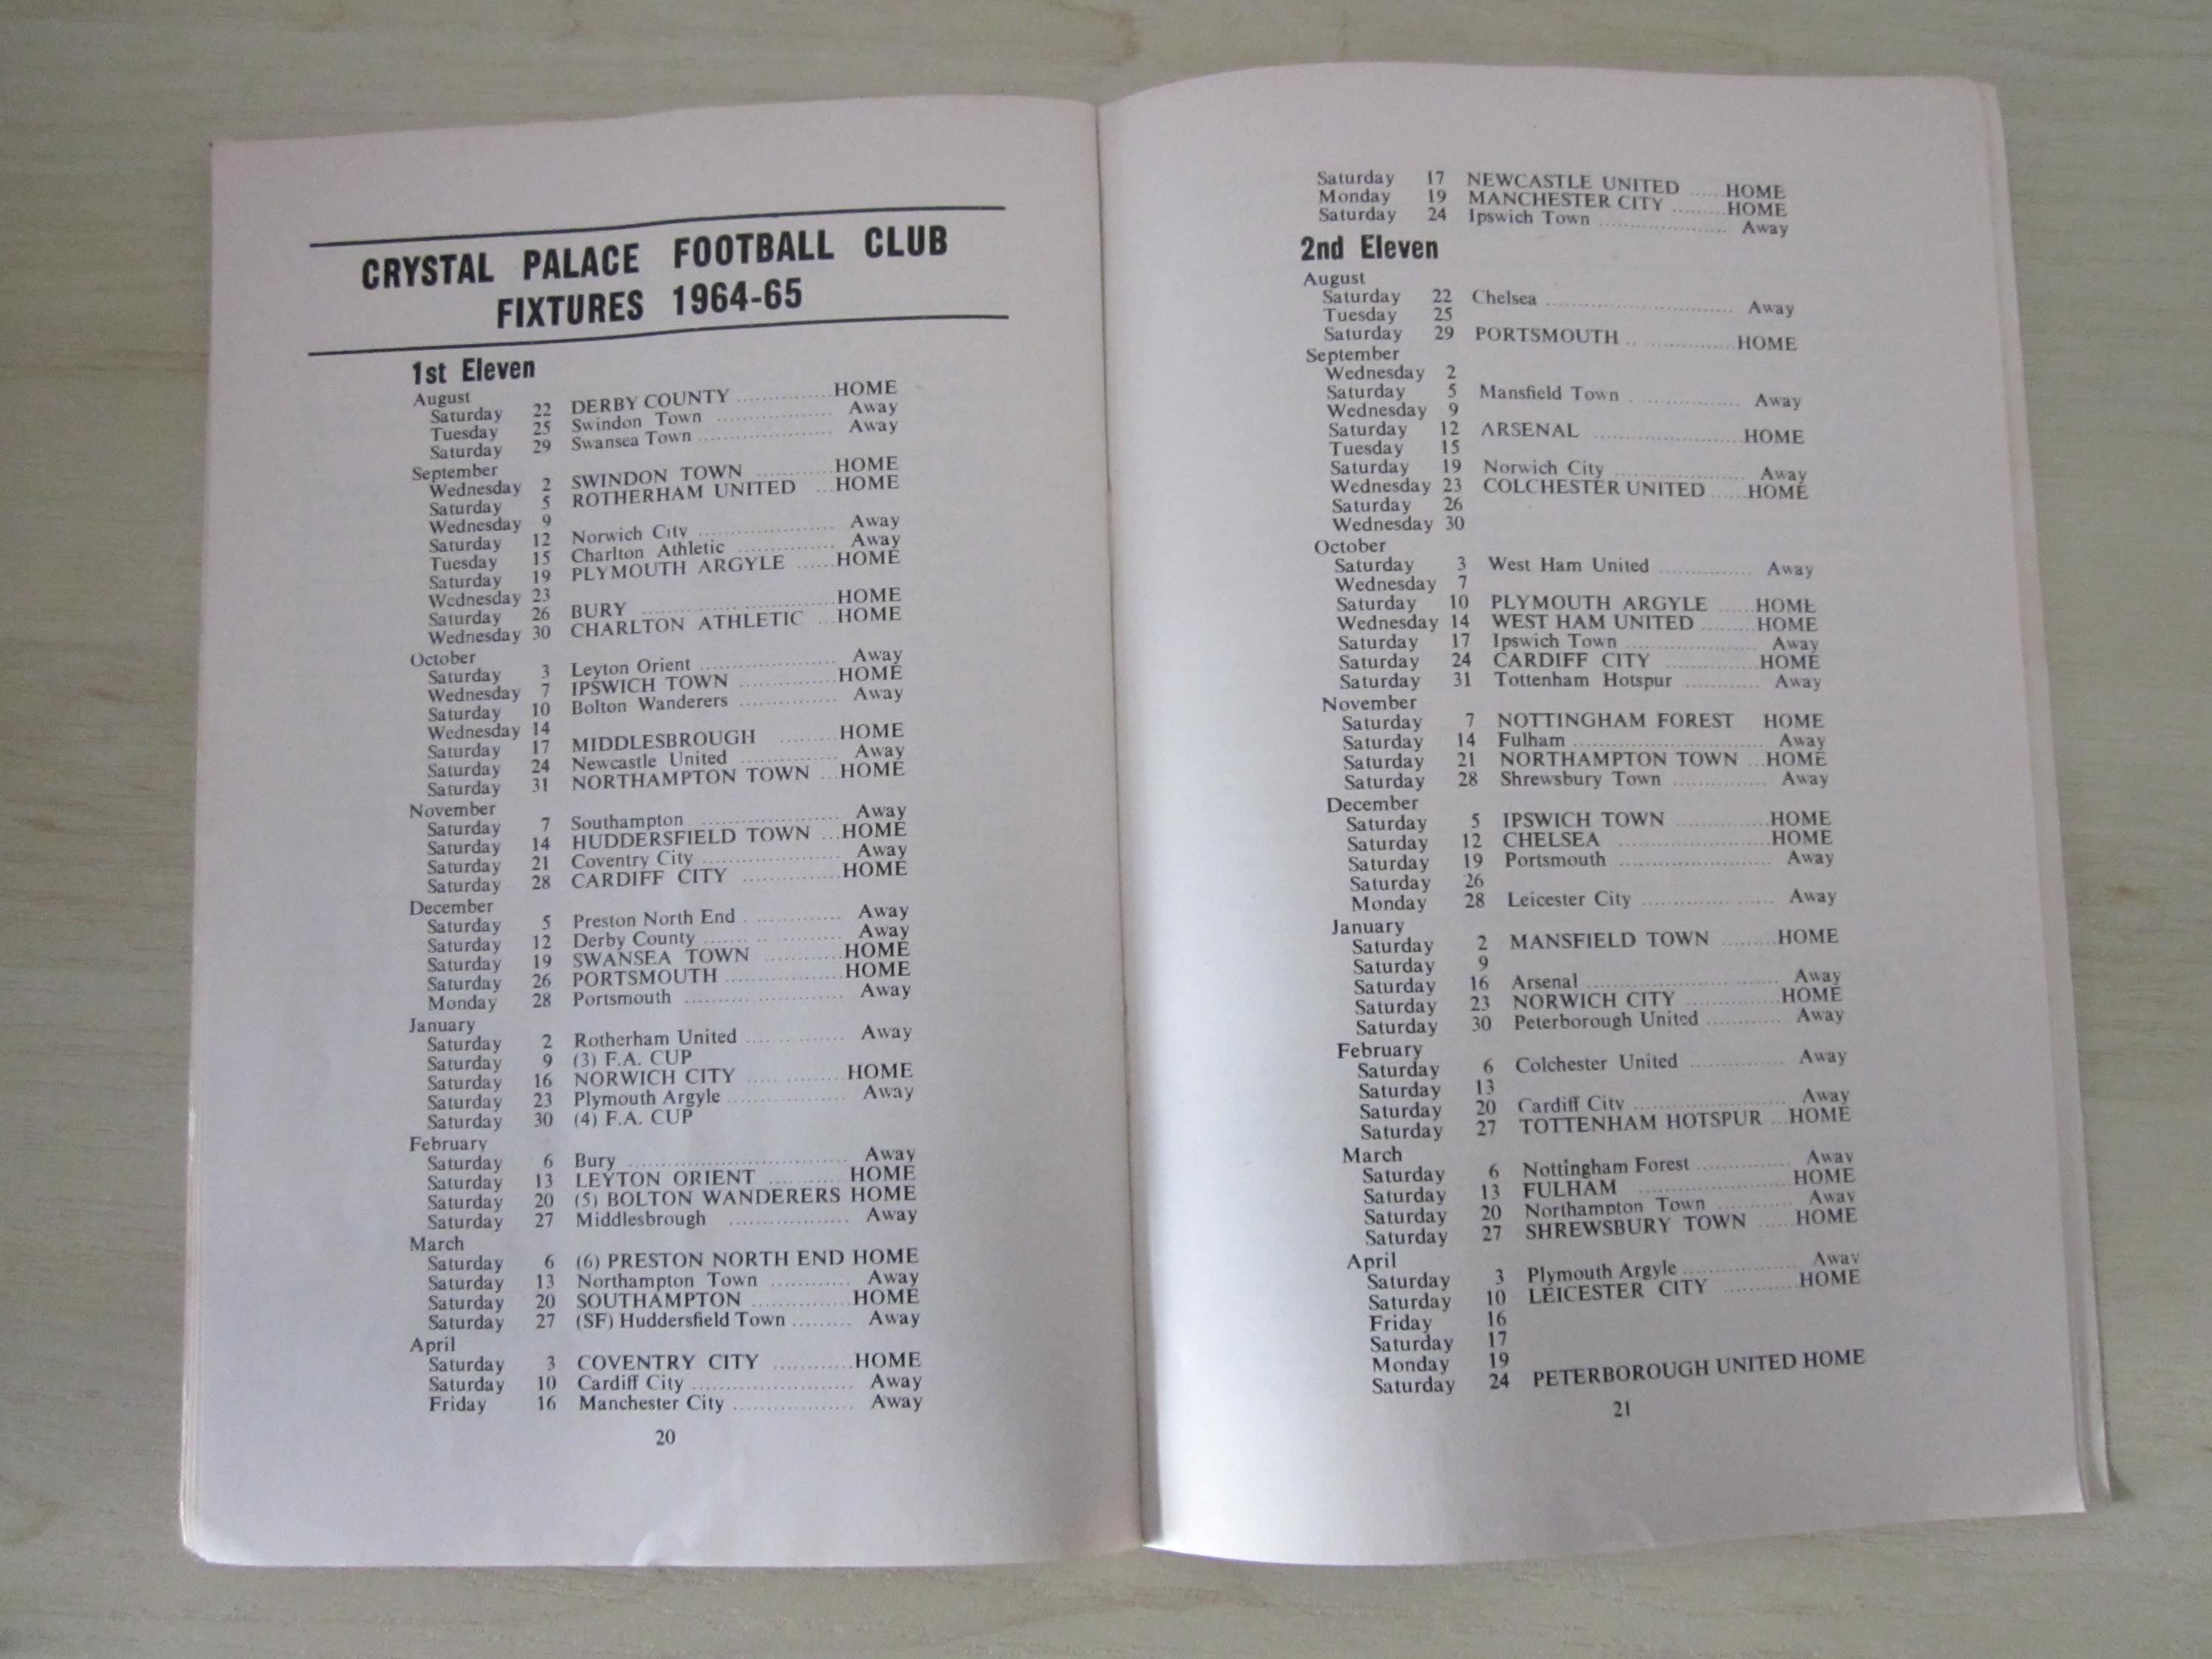 CRYSTAL PALACE FOOTBALL CLUB
FIXTURES 1964-65
1st Eleven
August
Saturday 22 DERBY COUNTY .............. HOME
Tuesday 25 Swindon Town ................. Away
Saturday 29 Swansea Town .................... Away
September
Wednesday 2 SWINDON TOWN ........... HOME
Saturday 5 ROTHERHAM UNITED ... HOME
Wednesday 9
Saturday 12 Norwich City .................... Away
Tuesday 15 Charlton Athletic .............. Away
Saturday 19 PLYMOUTH ARGYLE ...... HOME
Wednesday 23
Saturday 26 BURY ............................ HOME
Wednesday 30 CHARLTON ATHLETIC ... HOME
October
Saturday 3 Leyton Orient .................... Away
Wednesday 7 IPSWICH TOWN .............. HOME
Saturday 10 Bolton Wanderers .............. Away
Wednesday 14
Saturday 17 MIDDLESBROUGH ........ HOME
Saturday 24 Newcastle United .............. Away
Saturday 31 NORTHAMPTON TOWN ... HOME
November
Saturday 7 Southampton .................... Away
Saturday 14 HUDDERSFIELD TOWN ... HOME
Saturday 21 Coventry City .................... Away
Saturday 28 CARDIFF CITY .............. HOME
December
Saturday 5 Preston North End .............. Away
Saturday 12 Derby County .................... Away
Saturday 19 SWANSEA TOWN ........... HOME
Saturday 26 PORTSMOUTH ................. HOME
Monday 28 Portsmouth ....................... Away
January
Saturday 2 Rotherham United .............. Away
Saturday 9 (3) F.A. CUP
Saturday 16 NORWICH CITY .............. HOME
Saturday 23 Plymouth Argyle ................. Away
Saturday 30 (4) F.A. CUP
February
Saturday 6 Bury ................................ Away
Saturday 13 LEYTON ORIENT ........... HOME
Saturday 20 (5) BOLTON WANDERERS HOME
Saturday 27 Middlesbrough ................. Away
March
Saturday 6 (6) PRESTON NORTH END HOME
Saturday 13 Northampton Town ........... Away
Saturday 20 SOUTHAMPTON .............. HOME
Saturday 27 (SF) Huddersfield Town ......... Away
April
Saturday 3 COVENTRY CITY ........... HOME
Saturday 10 Cardiff City ....................... Away
Friday 16 Manchester City ................. Away
20
Saturday 17 NEWCASTLE UNITED ..... HOME
Monday 19 MANCHESTER CITY ........ HOME
Saturday 24 Ipswich Town .................... Away
2nd Eleven
August
Saturday 22 Chelsea ............................. Away
Tuesday 25
Saturday 29 PORTSMOUTH .. .............. HOME
September
Wednesday 2
Saturday 5 Mansfield Town ................. Away
Wednesday 9
Saturday 12 ARSENAL ....................... HOME
Tuesday 15
Saturday 19 Norwich City .................... Away
Wednesday 23 COLCHESTER UNITED ..... HOME
Saturday 26
Wednesday 30
October
Saturday 3 West Ham United .............. Away
Wednesday 7
Saturday 10 PLYMOUTH ARGYLE ...... HOME
Wednesday 14 WEST HAM UNITED ........ HOME
Saturday 17 Ipswich Town .................... Away
Saturday 24 CARDIFF CITY .............. HOME
Saturday 31 Tottenham Hotspur ........... Away
November
Saturday 7 NOTTINGHAM FOREST HOME
Saturday 14 Fulham ............................. Away
Saturday 21 NORTHAMPTON TOWN ... HOME
Saturday 28 Shrewsbury Town .............. Away
December
Saturday 5 IPSWICH TOWN .............. HOME
Saturday 12 CHELSEA ....................... HOME
Saturday 19 Portsmouth ....................... Away
Saturday 26
Monday 28 Leicester City .................... Away
January
Saturday 2 MANSFIELD TOWN ......... HOME
Saturday 9
Saturday 16 Arsenal ............................. Away
Saturday 23 NORWICH CITY .............. HOME
Saturday 30 Peterborough United ........... Away
February
Saturday 6 Colchester United .............. Away
Saturday 13
Saturday 20 Cardiff City ....................... Away
Saturday 27 TOTTENHAM HOTSPUR ... HOME
March
Saturday 6 Nottingham Forest .............. Away
Saturday 13 FULHAM ....................... HOME
Saturday 20 Northampton Town ........... Away
Saturday 27 SHREWSBURY TOWN ...... HOME
April
Saturday 3 Plymouth Argyle ................. Away
Saturday 10 LEICESTER CITY ........... HOME
Friday 16
Saturday 17
Monday 19
Saturday 24 PETERBOROUGH UNITED HOME
21